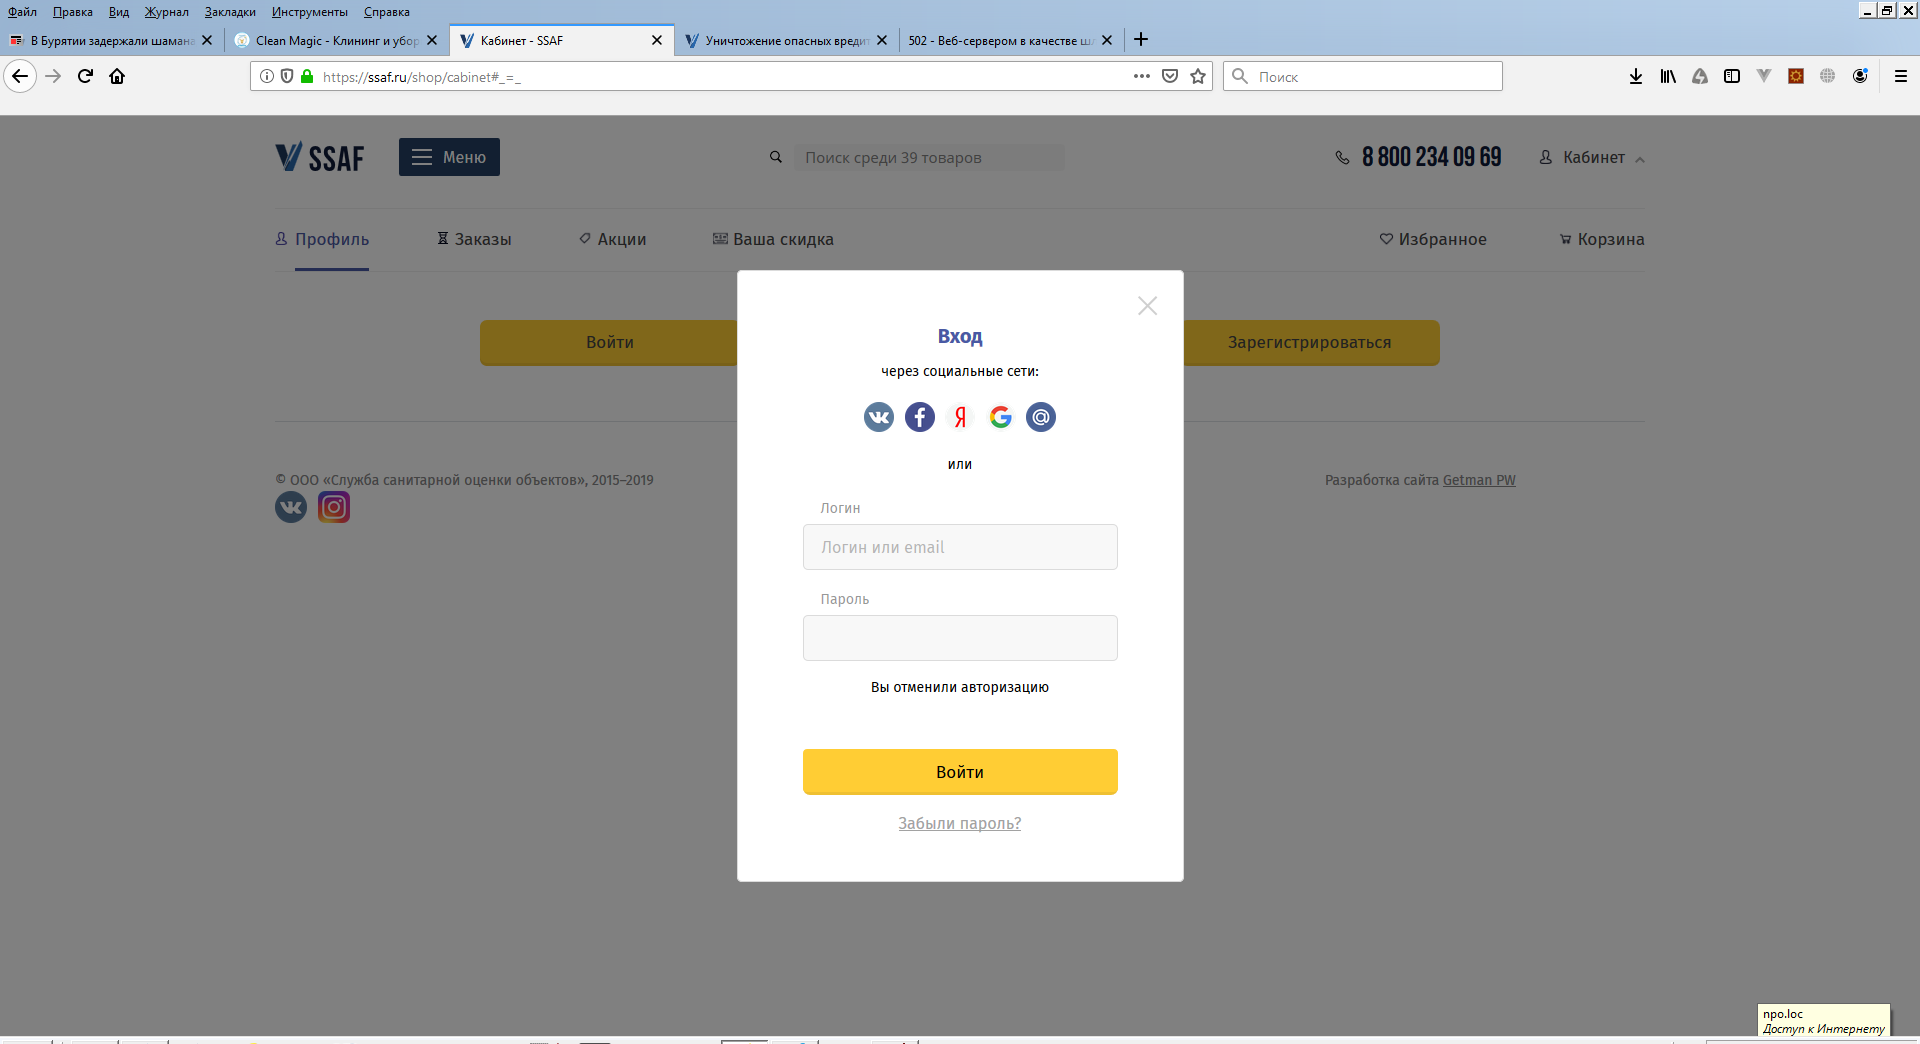 Файл Правка Вид Журнал Закладки Инструменты Справка
В Бурятии задержали шамана
Clean Magic - Клининг и убор
Кабинет - SSAF
Уничтожение опасных вредит
502 - Веб-сервером в качестве шл
https://ssaf.ru/shop/cabinet#_=_
Поиск
SSAF
Меню
Поиск среди 39 товаров
8 800 234 09 69
Кабинет
Профиль
Заказы
Акции
Ваша скидка
Избранное
Корзина
Войти
Зарегистрироваться
Вход
через социальные сети:
или
Логин
Логин или email
Пароль
Вы отменили авторизацию
Войти
Забыли пароль?
© ООО «Служба санитарной оценки объектов», 2015–2019
Разработка сайта Getman PW
npo.loc
Доступ к Интернету